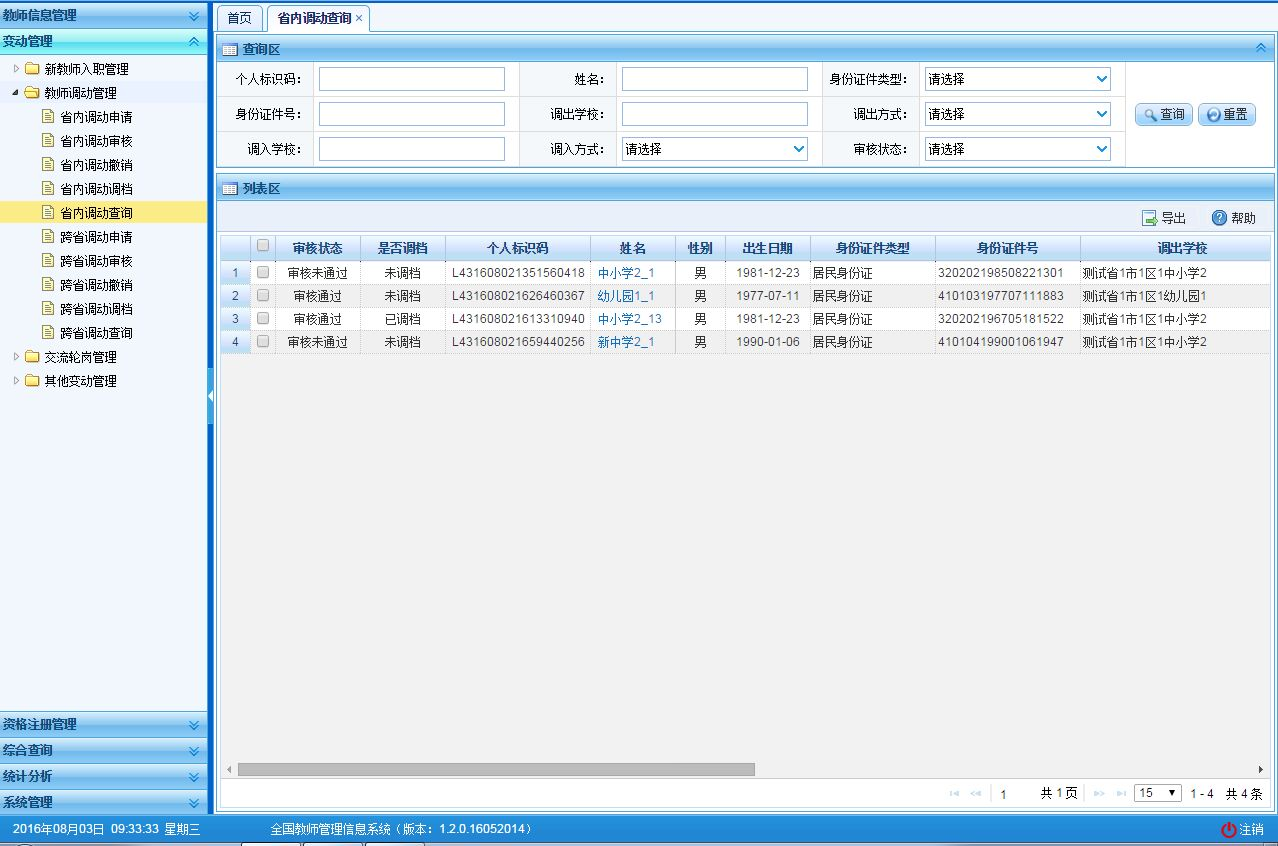 教师信息管理
变动管理
新教师入职管理
教师调动管理
省内调动申请
省内调动审核
省内调动撤销
省内调动调档
省内调动查询
跨省调动申请
跨省调动审核
跨省调动撤销
跨省调动调档
跨省调动查询
交流轮岗管理
其他变动管理
资格注册管理
综合查询
统计分析
系统管理
首页 省内调动查询 ×
查询区
个人标识码： 姓名： 身份证件类型： 请选择
身份证件号： 调出学校： 调出方式： 请选择
调入学校： 调入方式： 请选择 审核状态： 请选择
查询 重置
列表区
导出 帮助
审核状态 是否调档 个人标识码 姓名 性别 出生日期 身份证件类型 身份证件号 调出学校
1 审核未通过 未调档 L431608021351560418 中小学2_1 男 1981-12-23 居民身份证 320202198508221301 测试省1市1区1中小学2
2 审核通过 未调档 L431608021626460367 幼儿园1_1 男 1977-07-11 居民身份证 410103197707111883 测试省1市1区1幼儿园1
3 审核通过 已调档 L431608021613310940 中小学2_13 男 1981-12-23 居民身份证 320202196705181522 测试省1市1区1中小学2
4 审核未通过 未调档 L431608021659440256 新中学2_1 男 1990-01-06 居民身份证 410104199001061947 测试省1市1区1中小学2
1 共 1 页 15 1 - 4 共 4 条
2016年08月03日 09:33:33 星期三 全国教师管理信息系统（版本：1.2.0.16052014） 注销